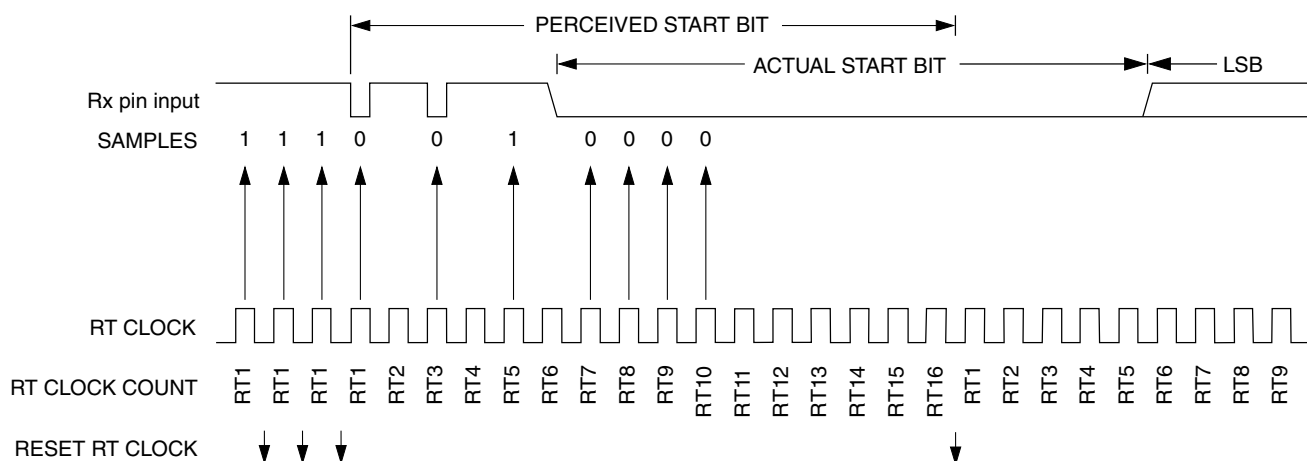 PERCEIVED START BIT
ACTUAL START BIT
LSB
Rx pin input
SAMPLES 1 1 1 0 0 1 0 0 0 0
RT CLOCK
RT CLOCK COUNT RT1 RT1 RT1 RT1 RT2 RT3 RT4 RT5 RT6 RT7 RT8 RT9 RT10 RT11 RT12 RT13 RT14 RT15 RT16 RT1 RT2 RT3 RT4 RT5 RT6 RT7 RT8 RT9
RESET RT CLOCK